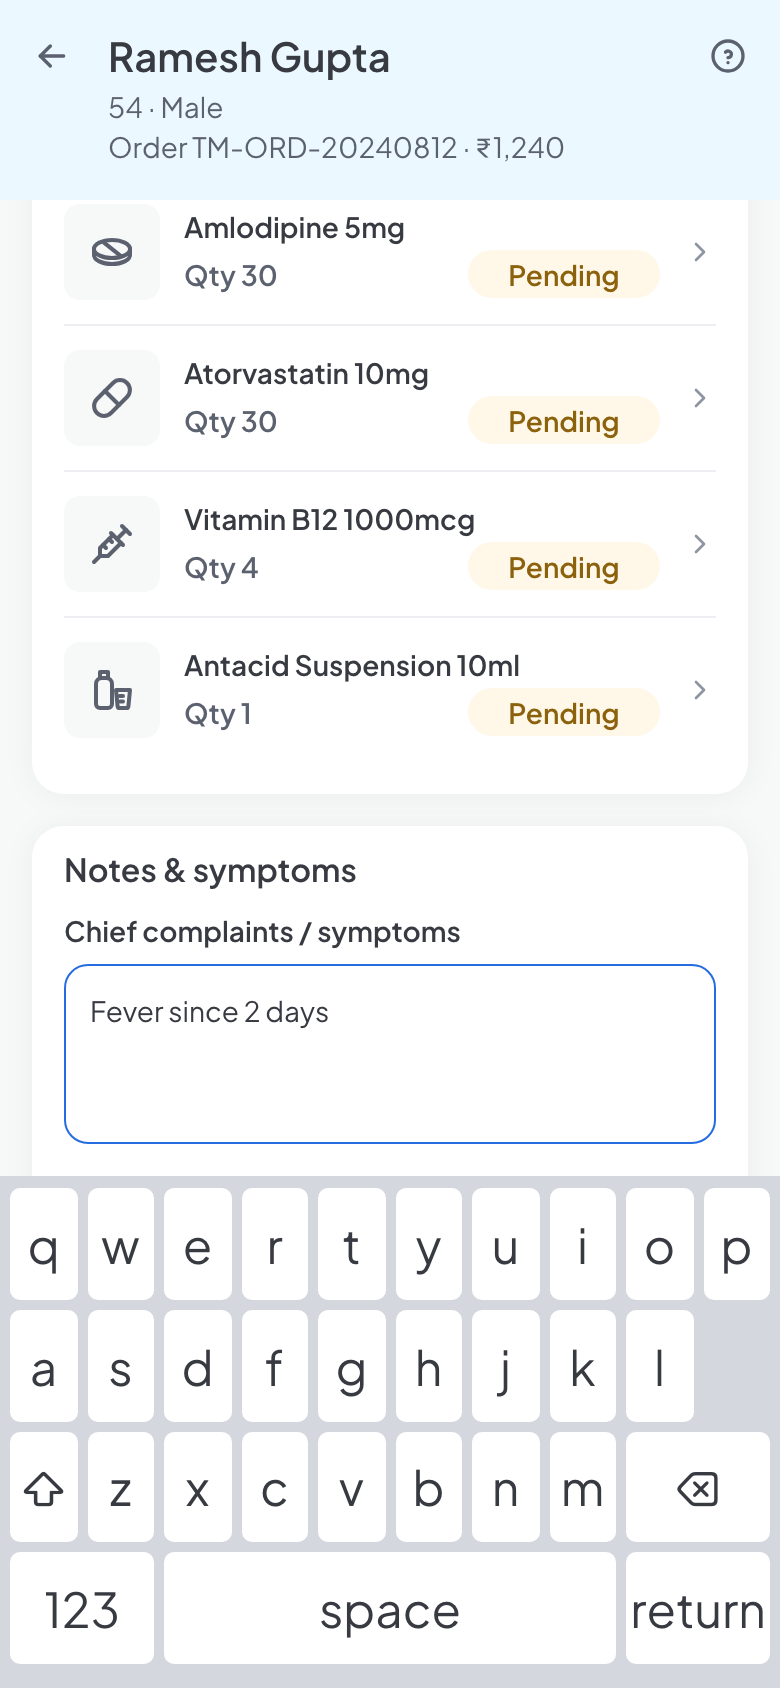 Ramesh Gupta
54 · Male
Order TM-ORD-20240812 · ₹1,240
Amlodipine 5mg
Qty 30
Pending
Atorvastatin 10mg
Qty 30
Pending
Vitamin B12 1000mcg
Qty 4
Pending
Antacid Suspension 10ml
Qty 1
Pending
Notes & symptoms
Chief complaints / symptoms
Fever since 2 days
q w e r t y u i o p
a s d f g h j k l
z x c v b n m
123 space return